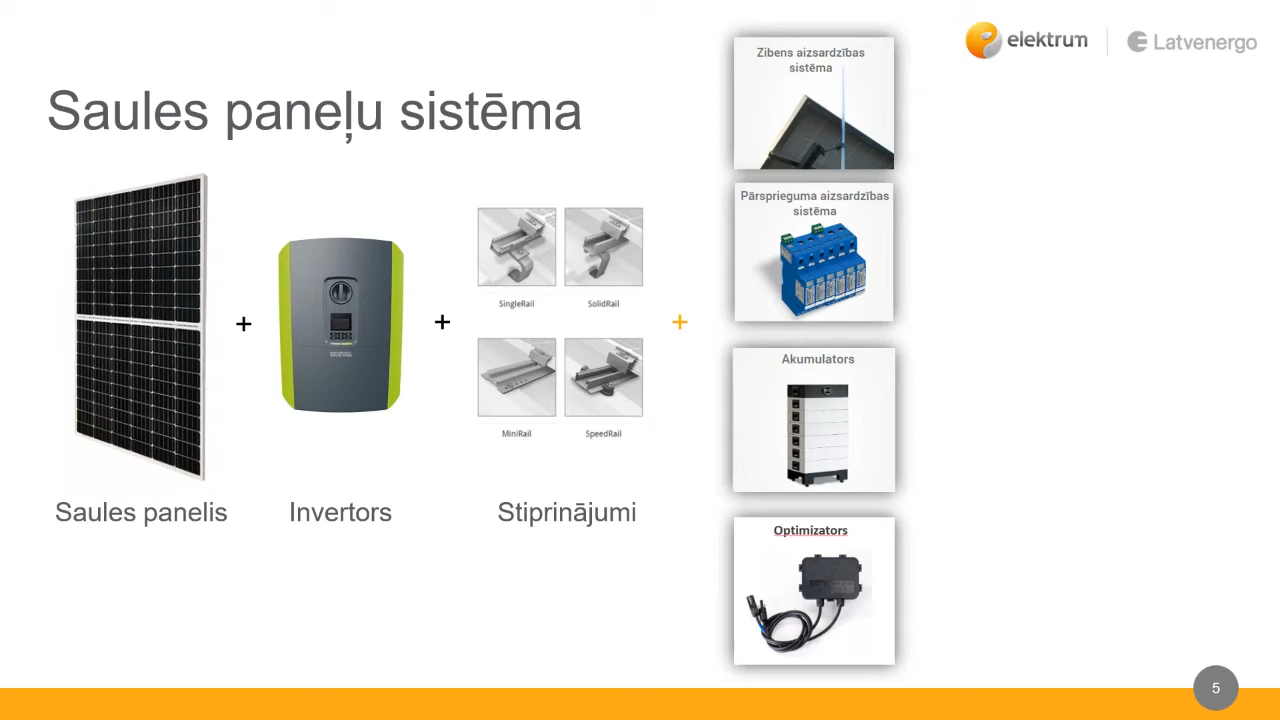 elektrum
Latvenergo
Saules paneļu sistēma
Zibens aizsardzības
sistēma
Pārsprieguma aizsardzības
sistēma
+
+
+
SingleRail
SolidRail
MiniRail
SpeedRail
Akumulators
Saules panelis
Invertors
Stiprinājumi
Optimizators
5